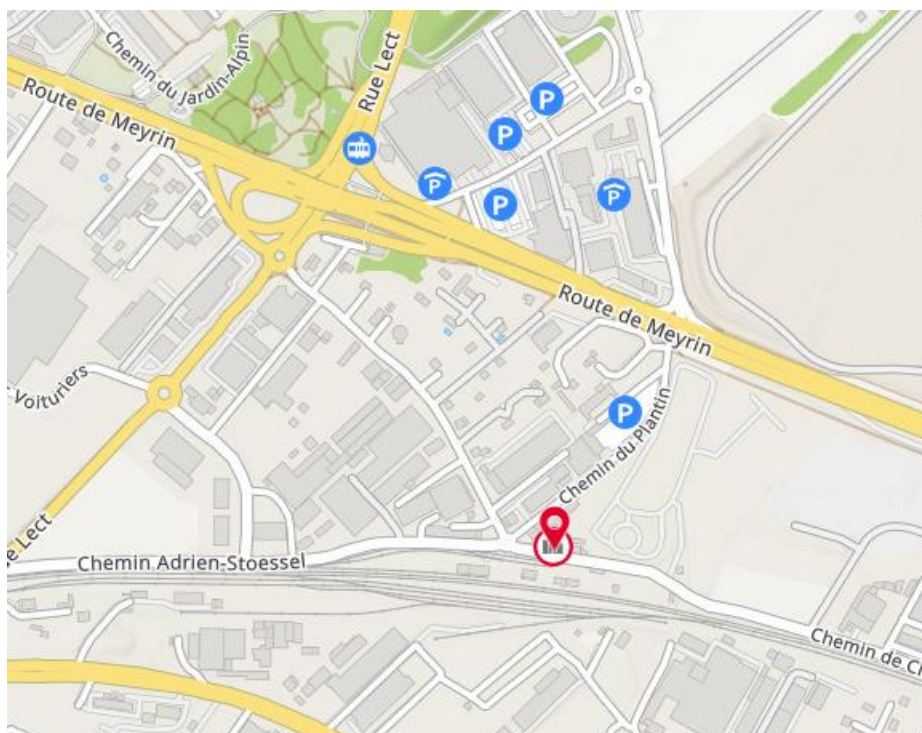 Chemin du Jardin-Alpin
Rue Lect
Route de Meyrin
P
P
P
P
P
Route de Meyrin
Voituriers
P
Chemin du Plantin
e Lect
Chemin Adrien-Stoessel
Chemin de C